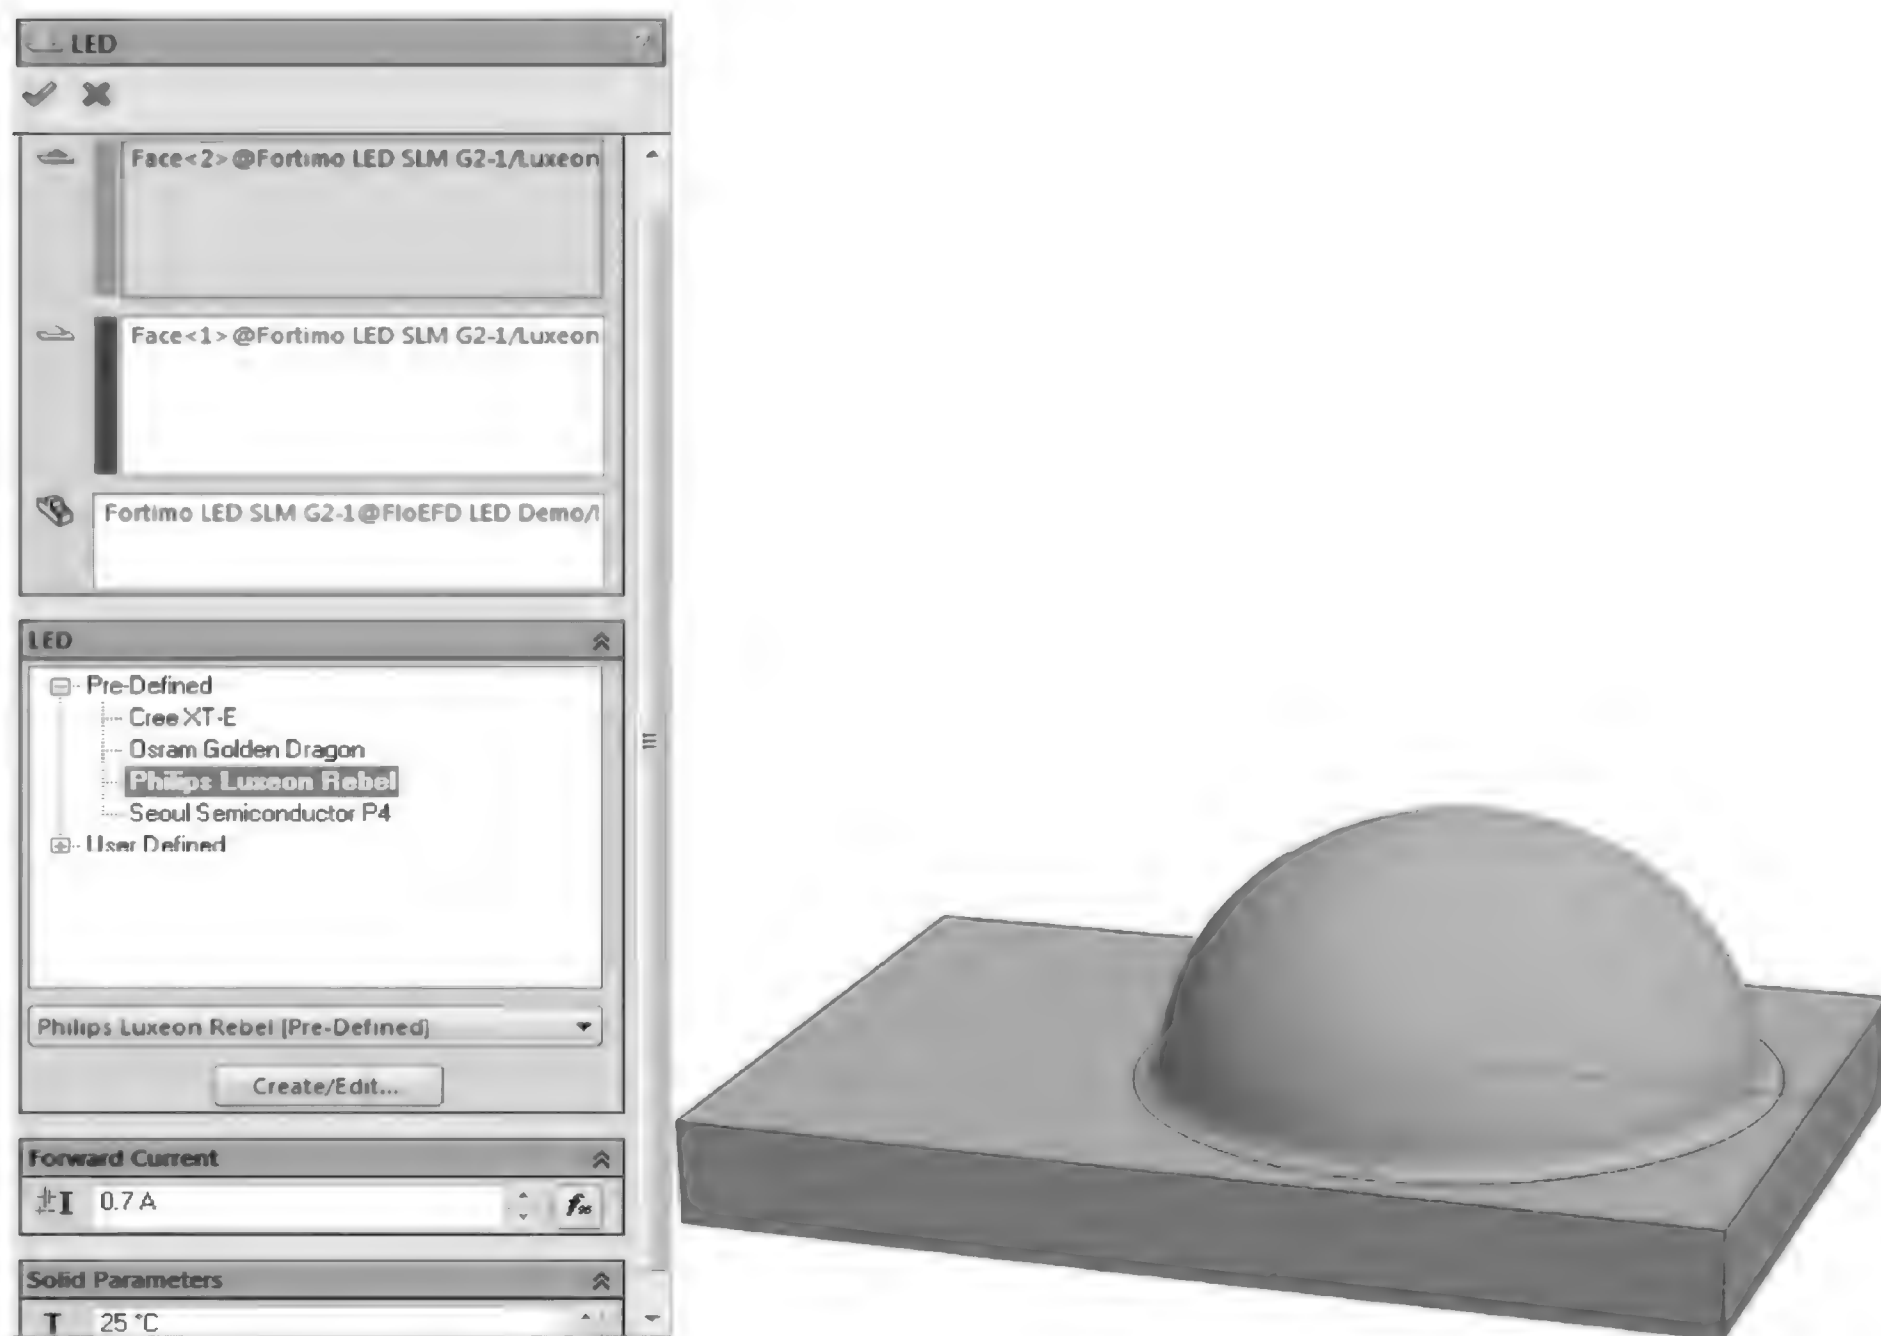 LED
?
Face<2>@Fortimo LED SLM G2-1/Luxeon
Face<1>@Fortimo LED SLM G2-1/Luxeon
Fortimo LED SLM G2-1@FloEFD LED Demo/
LED
Pre-Defined
Cree XT-E
Osram Golden Dragon
Philips Luxeon Rebel
Seoul Semiconductor P4
User Defined
Philips Luxeon Rebel [Pre-Defined]
Create/Edit...
Forward Current
I 0.7 A
Solid Parameters
T 25 °C